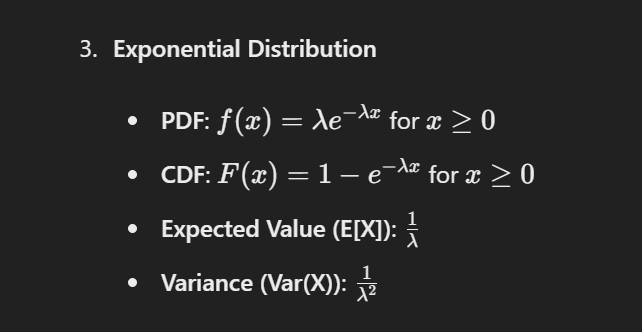 3. Exponential Distribution
• PDF: f(x) = λe^{−λx} for x ≥ 0
• CDF: F(x) = 1 − e^{−λx} for x ≥ 0
• Expected Value (E[X]): 1/λ
• Variance (Var(X)): 1/λ²